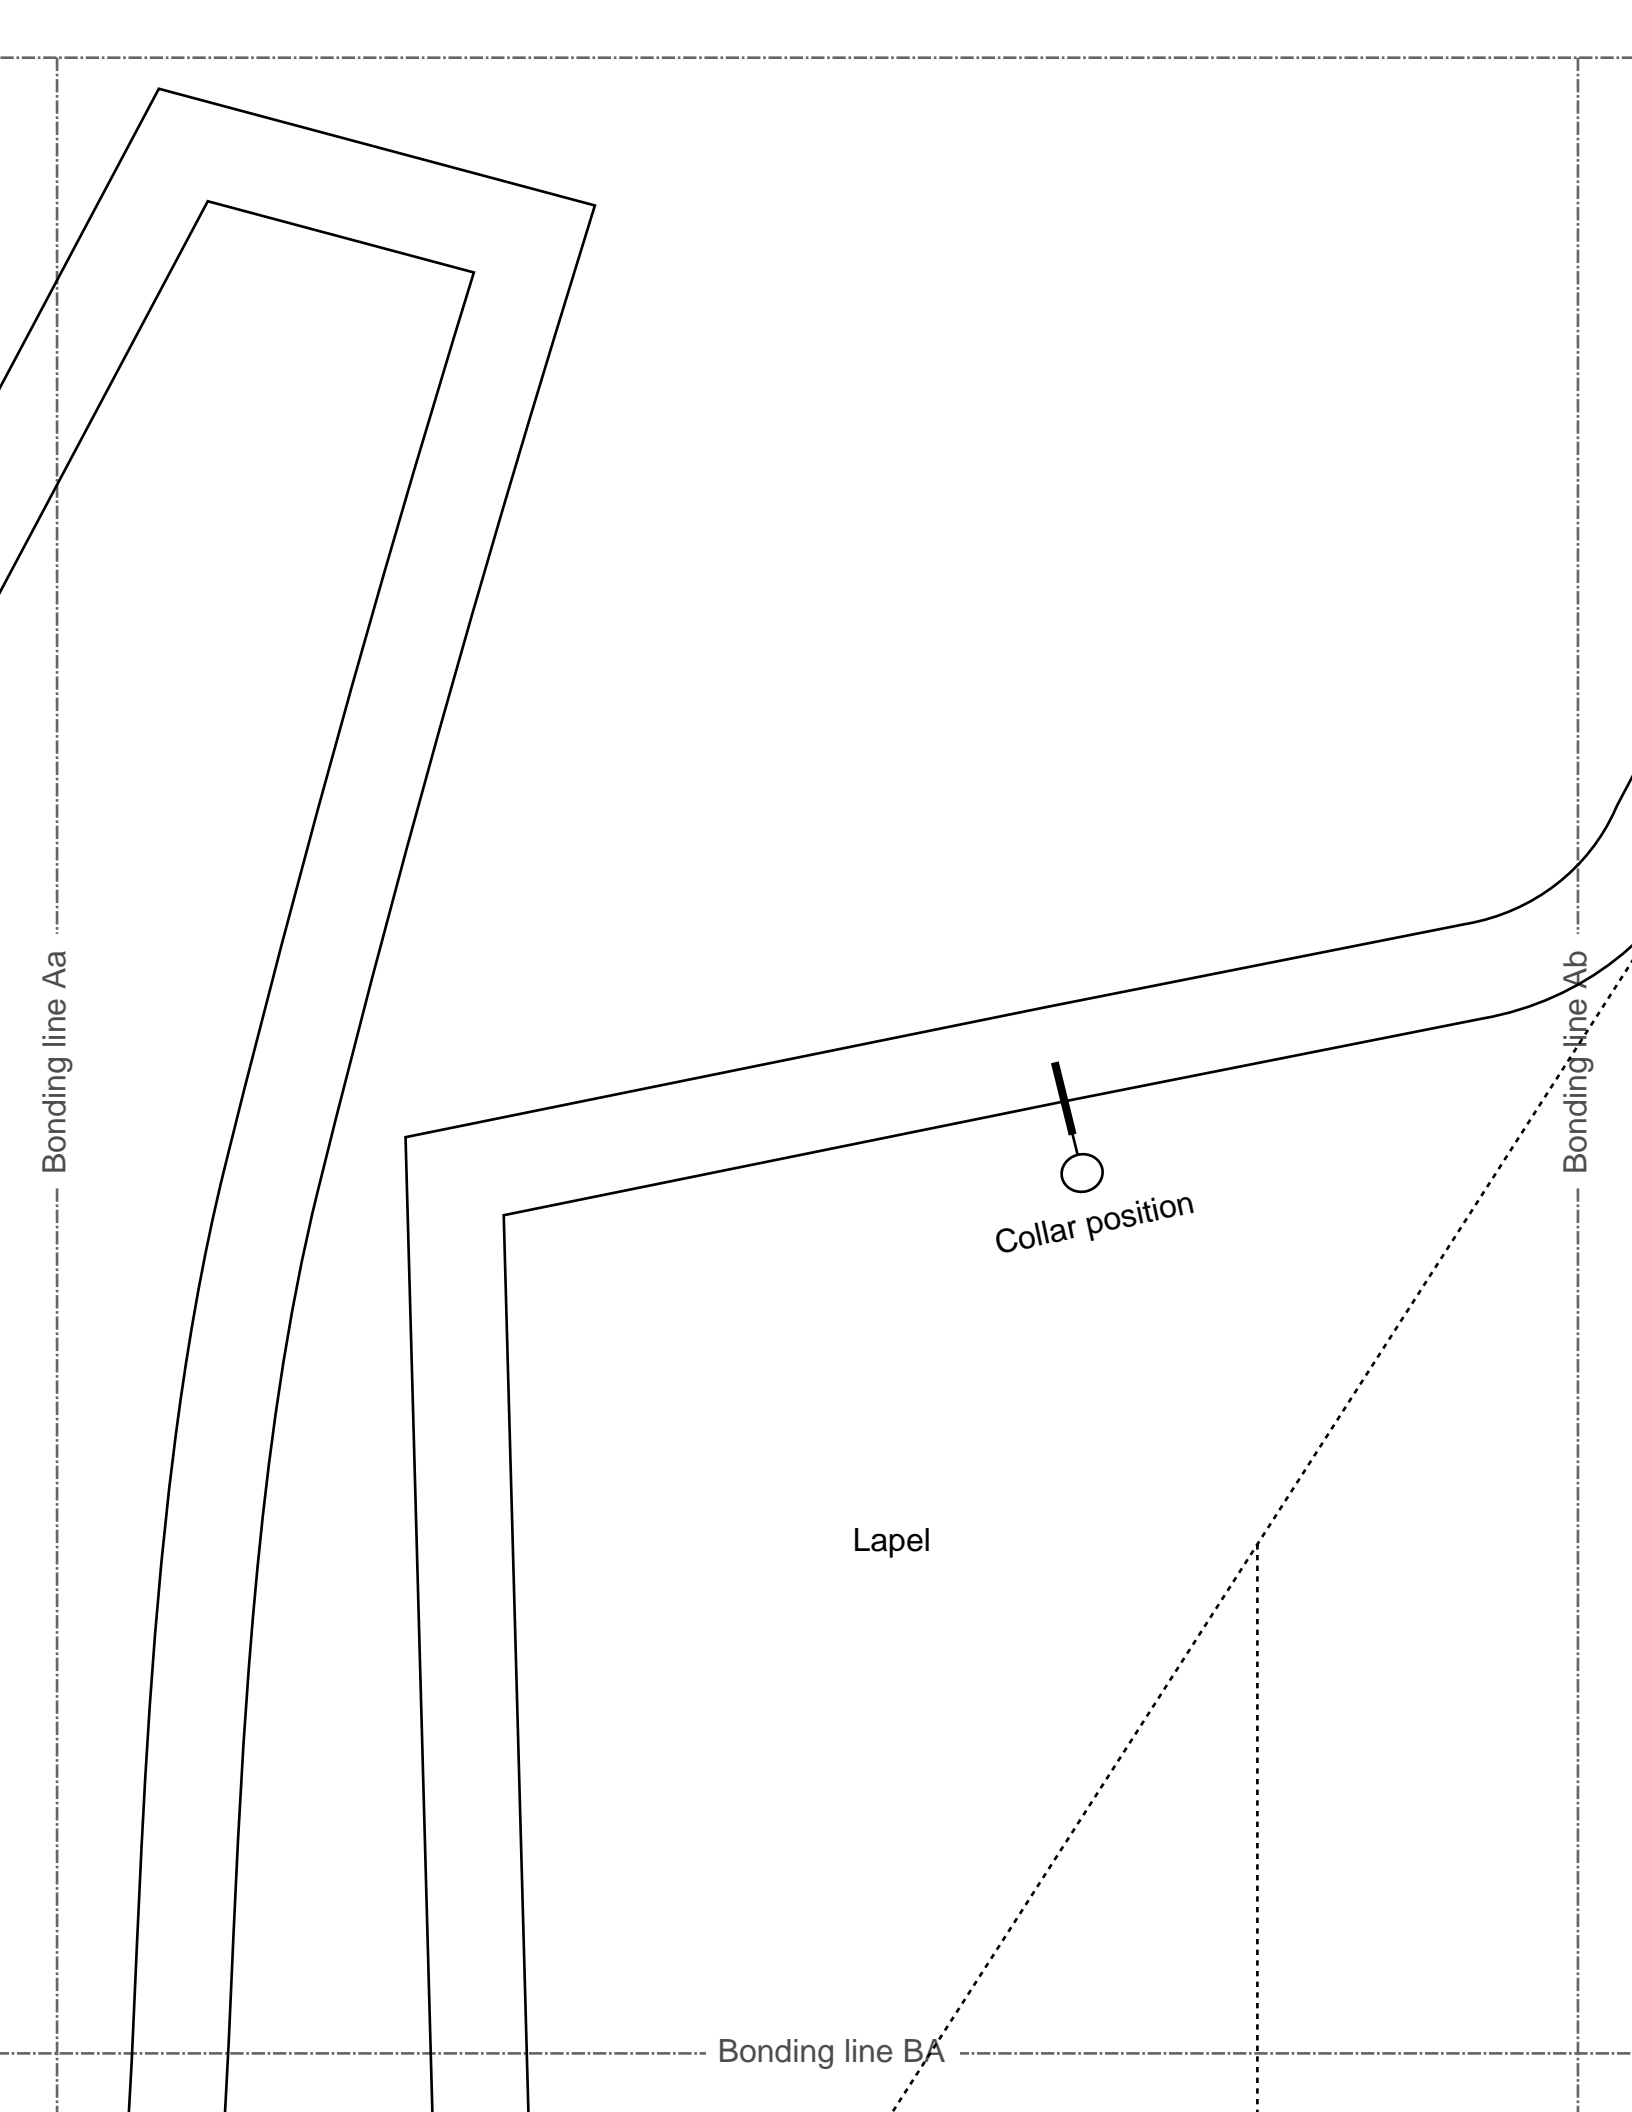 Bonding line Aa
Bonding line Ab
Collar position
Lapel
Bonding line BA